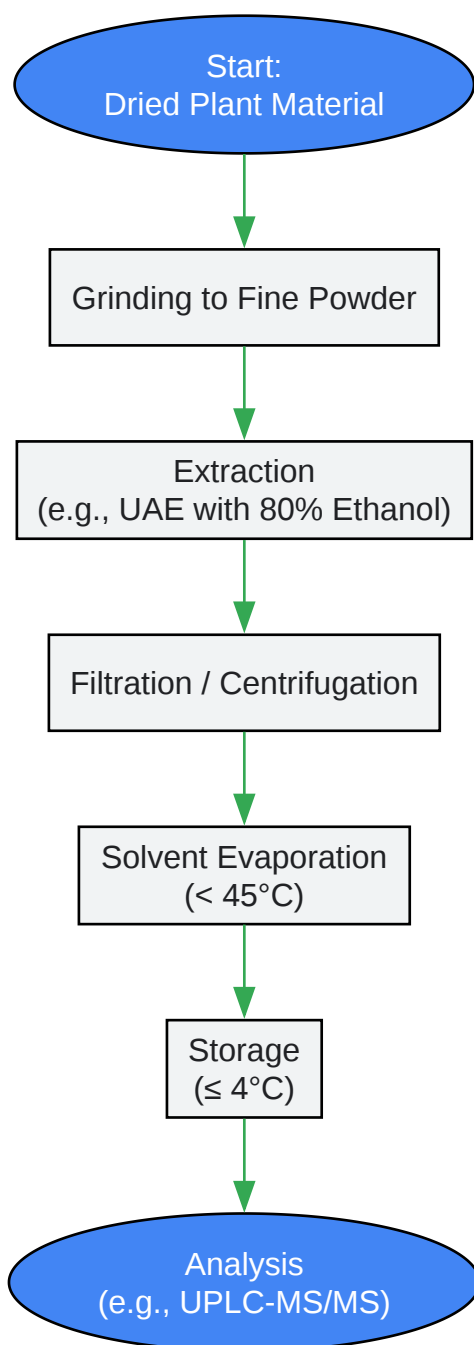 Start:
Dried Plant Material
Grinding to Fine Powder
Extraction
(e.g., UAE with 80% Ethanol)
Filtration / Centrifugation
Solvent Evaporation
(< 45°C)
Storage
(≤ 4°C)
Analysis
(e.g., UPLC-MS/MS)